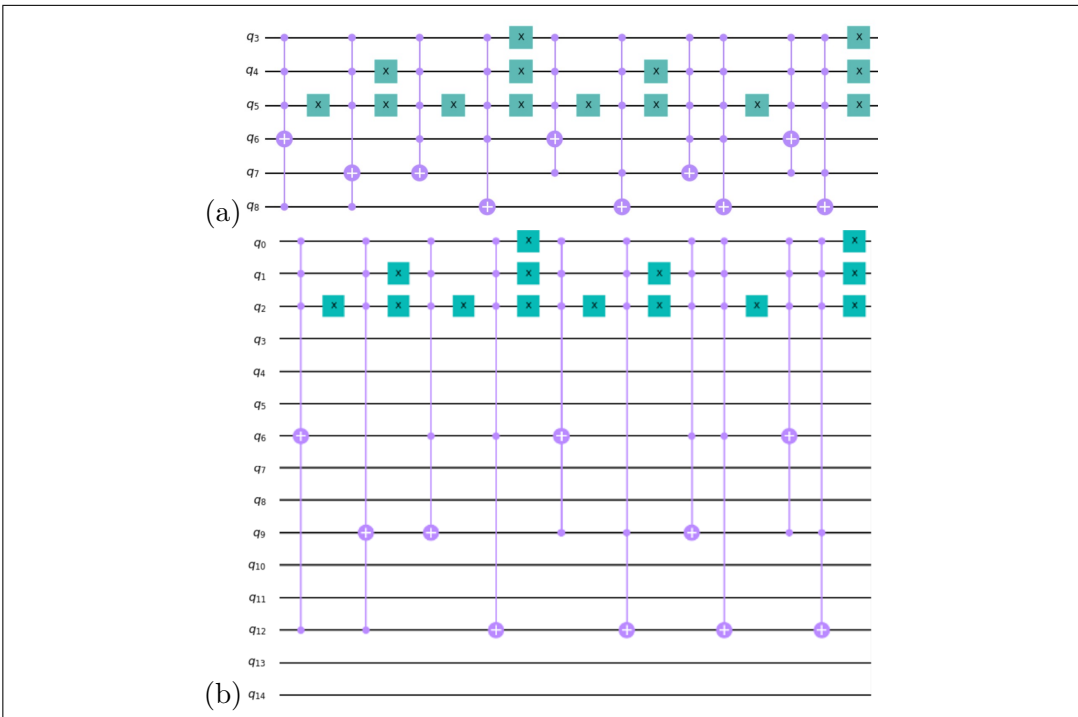 q3 X X
q4 X X X X
q5 X X X X X X X X
q6
q7
(a) q8
q0 X X
q1 X X X X
q2 X X X X X X X X
q3
q4
q5
q6
q7
q8
q9
q10
q11
q12
q13
(b) q14